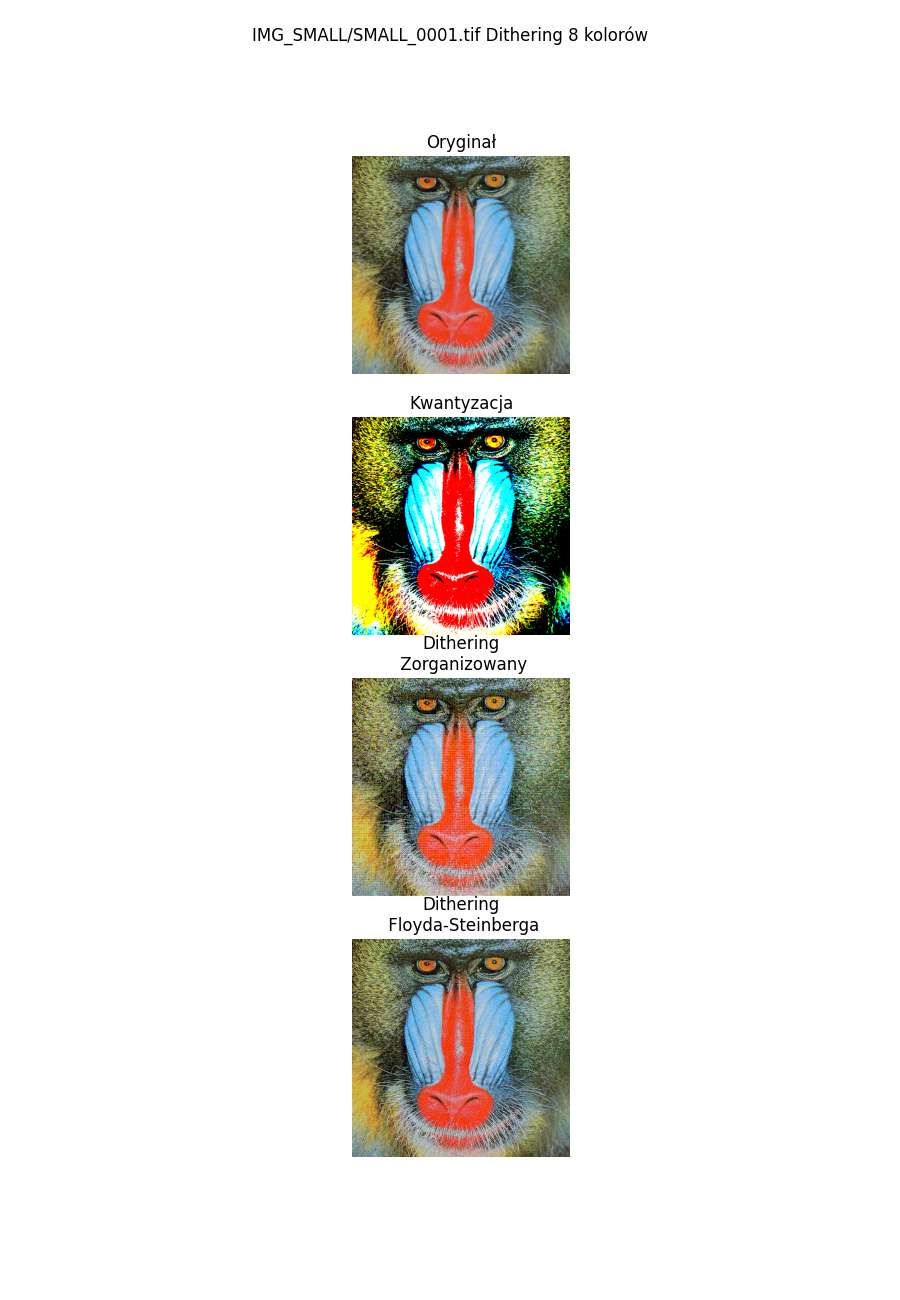 IMG_SMALL/SMALL_0001.tif Dithering 8 kolorów
Oryginał
Kwantyzacja
Dithering
Zorganizowany
Dithering
Floyda-Steinberga